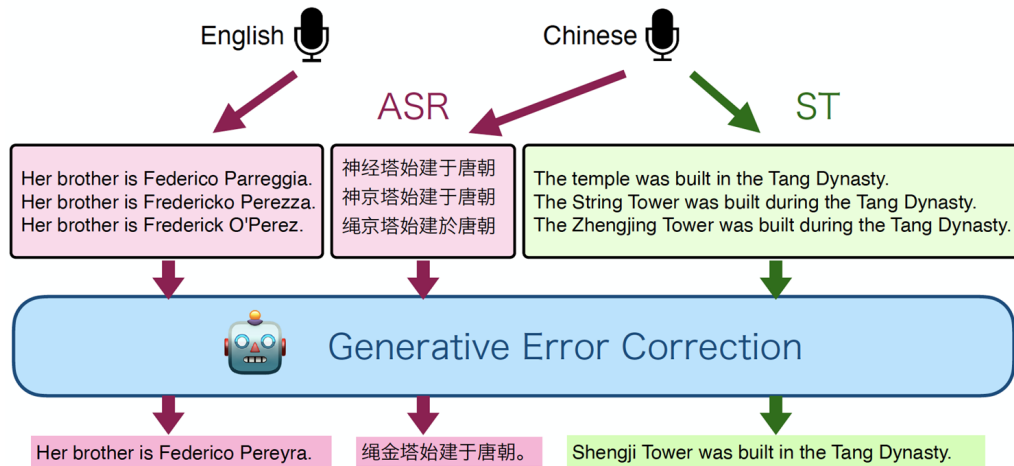 English
Chinese
ASR
ST
Her brother is Federico Parreggia.
Her brother is Fredericko Perezza.
Her brother is Frederick O'Perez.
神经塔始建于唐朝
神京塔始建于唐朝
绳京塔始建於唐朝
The temple was built in the Tang Dynasty.
The String Tower was built during the Tang Dynasty.
The Zhengjing Tower was built during the Tang Dynasty.
Generative Error Correction
Her brother is Federico Pereyra.
绳金塔始建于唐朝。
Shengji Tower was built in the Tang Dynasty.